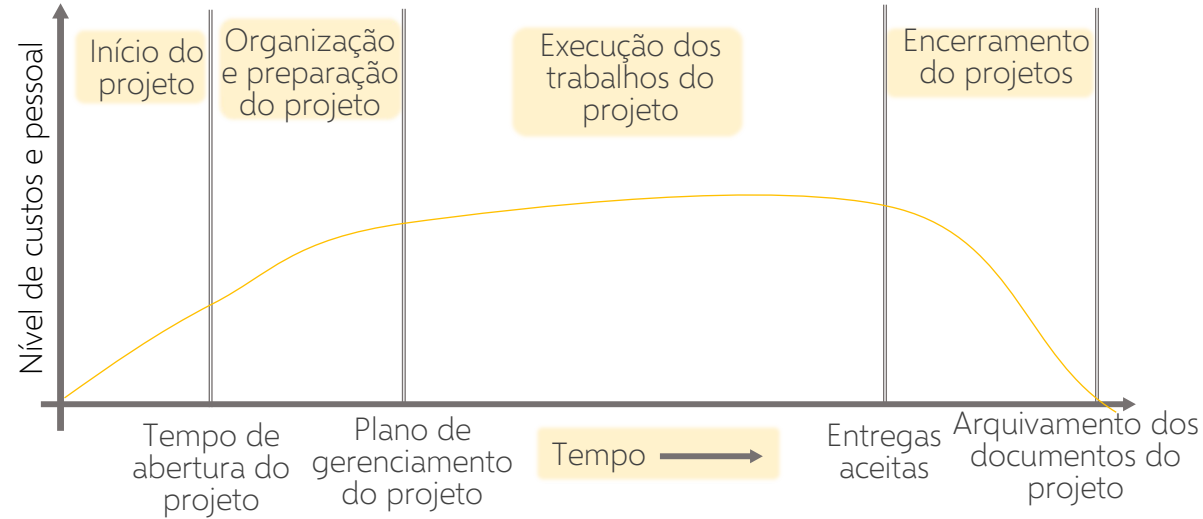 Nível de custos e pessoal
Início do
projeto
Organização
e preparação
do projeto
Execução dos
trabalhos do
projeto
Encerramento
do projetos
Tempo de
abertura do
projeto
Plano de
gerenciamento
do projeto
Tempo
Entregas
aceitas
Arquivamento dos
documentos do
projeto